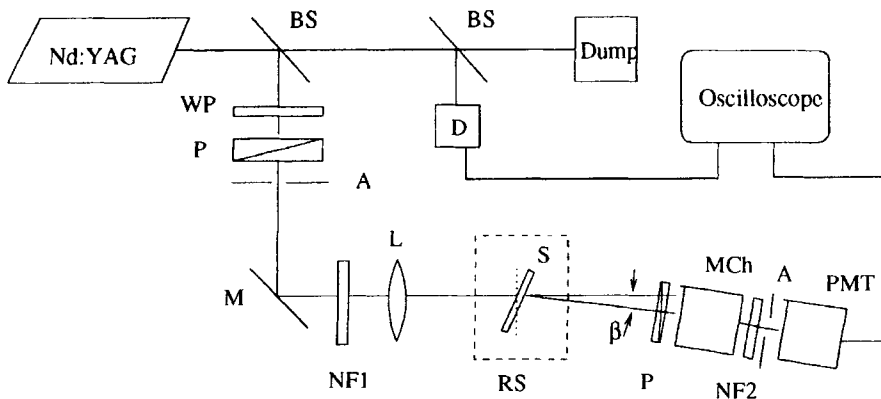 BS
BS
Nd:YAG
Dump
WP
Oscilloscope
D
P
A
L
S
MCh
A
PMT
M
β
NF1
RS
P
NF2